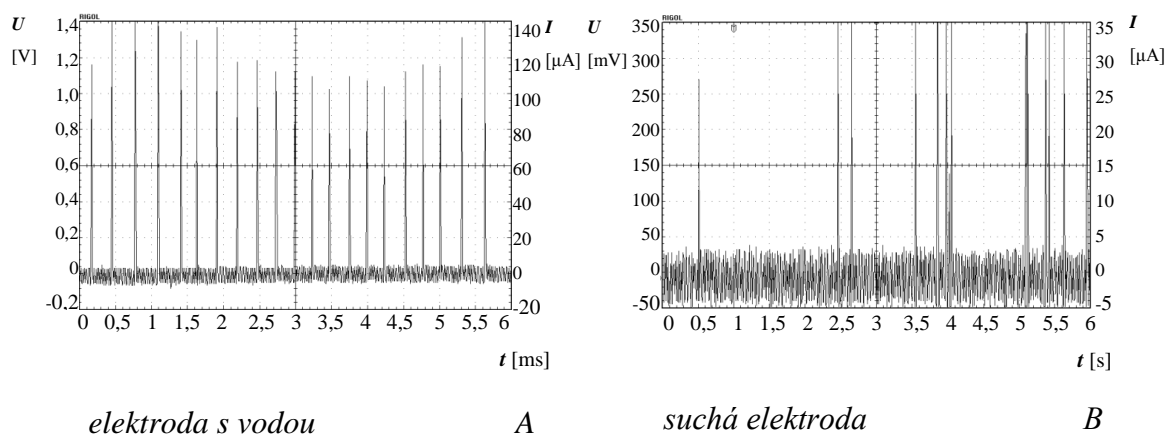 RIGOL
U
[V]
1,4
1,2
1,0
0,8
0,6
0,4
0,2
0
-0,2
140
120
100
80
60
40
20
0
-20
I
[µA]
0 0,5 1 1,5 2 2,5 3 3,5 4 4,5 5 5,5 6
t [ms]
elektroda s vodou A
RIGOL
U
[mV]
350
300
250
200
150
100
50
0
-50
35
30
25
20
15
10
5
0
-5
I
[µA]
0 0,5 1 1,5 2 2,5 3 3,5 4 4,5 5 5,5 6
t [s]
suchá elektroda B